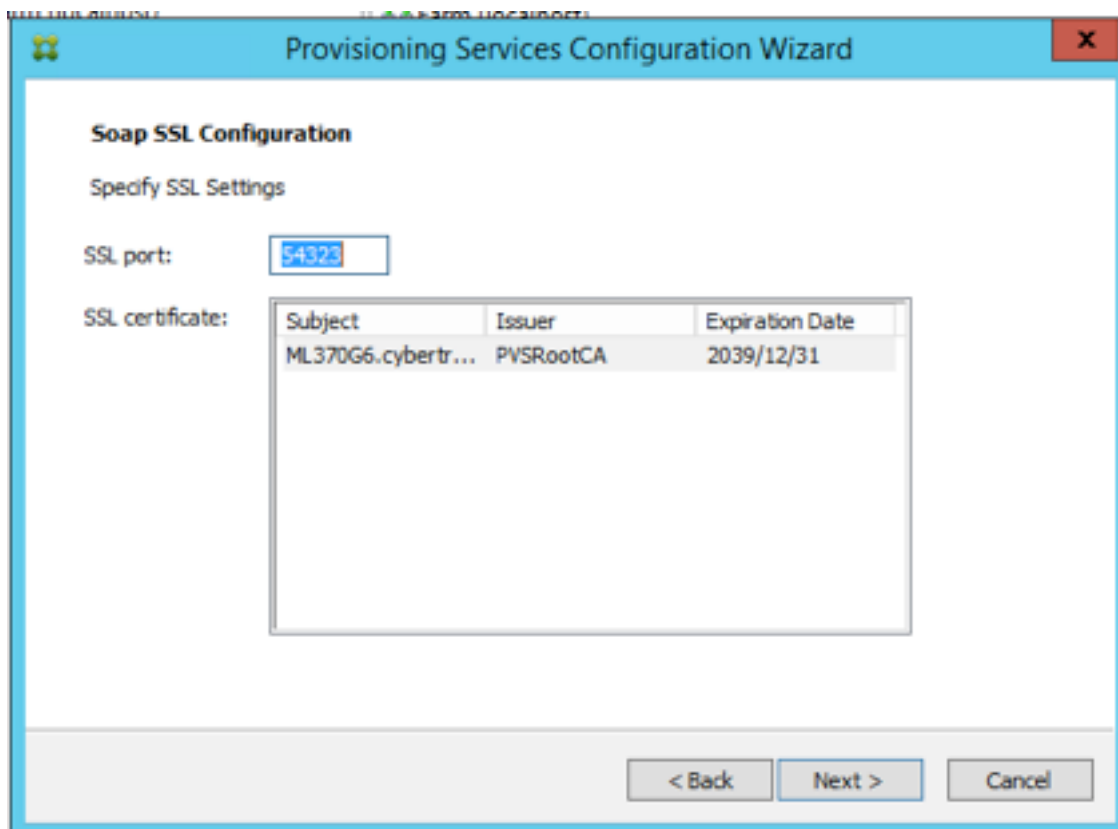 Provisioning Services Configuration Wizard
Soap SSL Configuration
Specify SSL Settings
SSL port: 54323
SSL certificate: Subject Issuer Expiration Date
ML370G6.cybertr... PVSRootCA 2039/12/31
< Back Next > Cancel